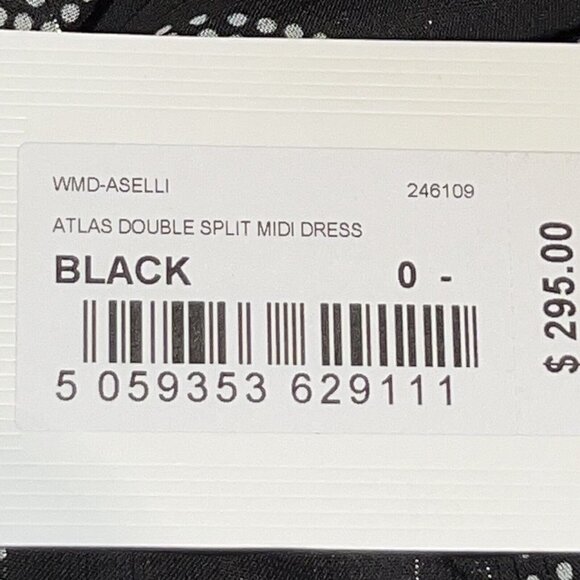 WMD-ASELLI 246109
ATLAS DOUBLE SPLIT MIDI DRESS
BLACK 0 -
5 059353 629111
$ 295.00